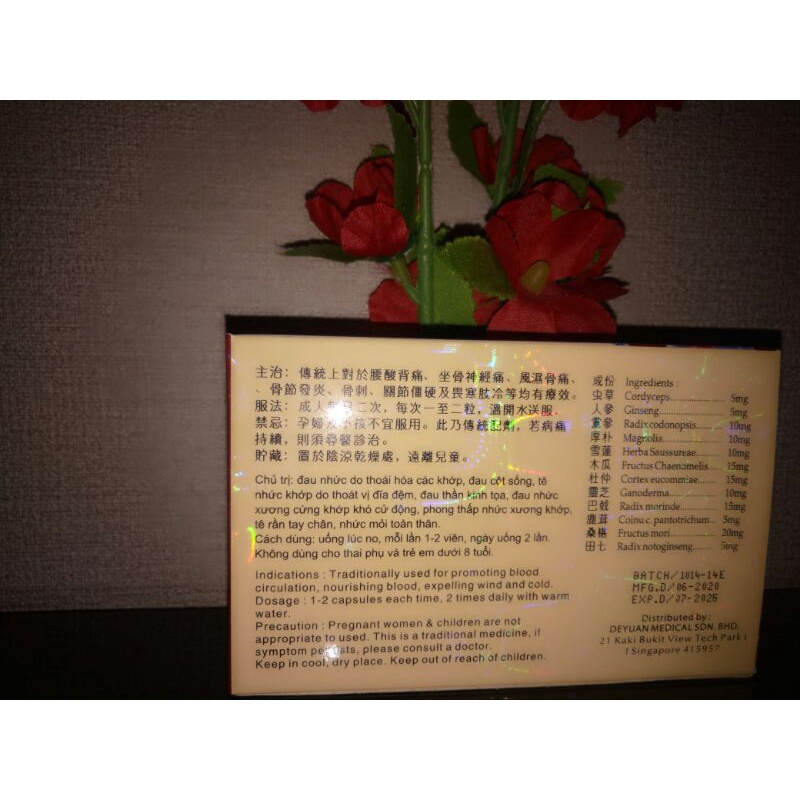 主治：傳統上對於腰酸背痛、坐骨神經痛、風濕骨痛、
、骨節發炎、骨刺、關節僵硬及畏寒肢冷等均有療效。
服法：成人 二次，每次一至二粒，溫開水送服.
禁忌：孕婦及小孩不宜服用。此乃傳統配劑，若病痛
持續，則須尋醫診治。
貯藏：置於陰涼乾燥處，遠離兒童。
Chủ trị: đau nhức do thoái hóa các khớp, đau cột sống, tê
nhức khớp do thoát vị đĩa đệm, đau thần kinh tọa, đau nhức
xương cứng khớp khó cử động, phong thấp nhức xương khớp,
tê rần tay chân, nhức mỏi toàn thân.
Cách dùng: uống lúc no, mỗi lần 1-2 viên, ngày uống 2 lần.
Không dùng cho thai phụ và trẻ em dưới 8 tuổi.
Indications : Traditionally used for promoting blood
circulation, nourishing blood, expelling wind and cold.
Dosage : 1-2 capsules each time, 2 times daily with warm
water.
Precaution : Pregnant women & children are not
appropriate to used. This is a traditional medicine, if
symptom persists, please consult a doctor.
Keep in cool, dry place. Keep out of reach of children.
成份 Ingredients :
虫草 Cordyceps.......... 5mg
人參 Ginseng.......... 5mg
黨參 Radix codonopsis.......... 10mg
厚朴 Magnolia.......... 10mg
雪蓮 Herba Saussureae.......... 10mg
木瓜 Fructus Chaenomelis.......... 15mg
杜仲 Cortex eucommiae.......... 15mg
靈芝 Ganoderma.......... 10mg
巴戟 Radix morinde.......... 15mg
鹿茸 Coinu c. pantotrichum.... 5mg
桑椹 Fructus mori.......... 20mg
田七 Radix notoginseng.......... 5mg
BATCH/1014-14E
MFG.D/06-2020
EXP.D/07-2025
Distributed by :
DEYUAN MEDICAL SDN. BHD.
21 Kaki Bukit View Tech Park I
I Singapore 415957